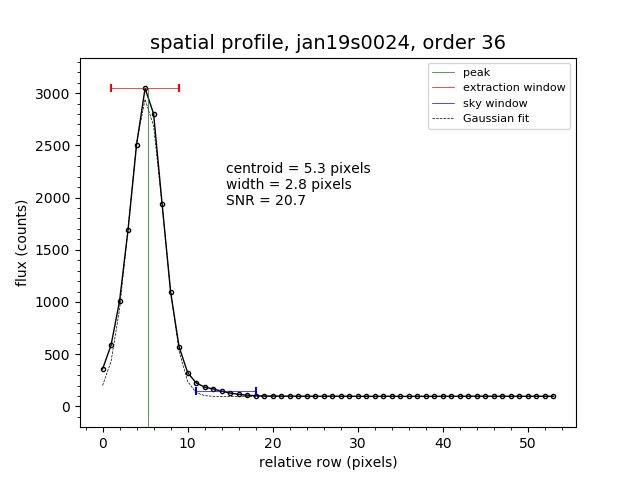 spatial profile, jan19s0024, order 36
peak
extraction window
sky window
Gaussian fit
centroid = 5.3 pixels
width = 2.8 pixels
SNR = 20.7
flux (counts)
3000
2500
2000
1500
1000
500
0
0 10 20 30 40 50
relative row (pixels)